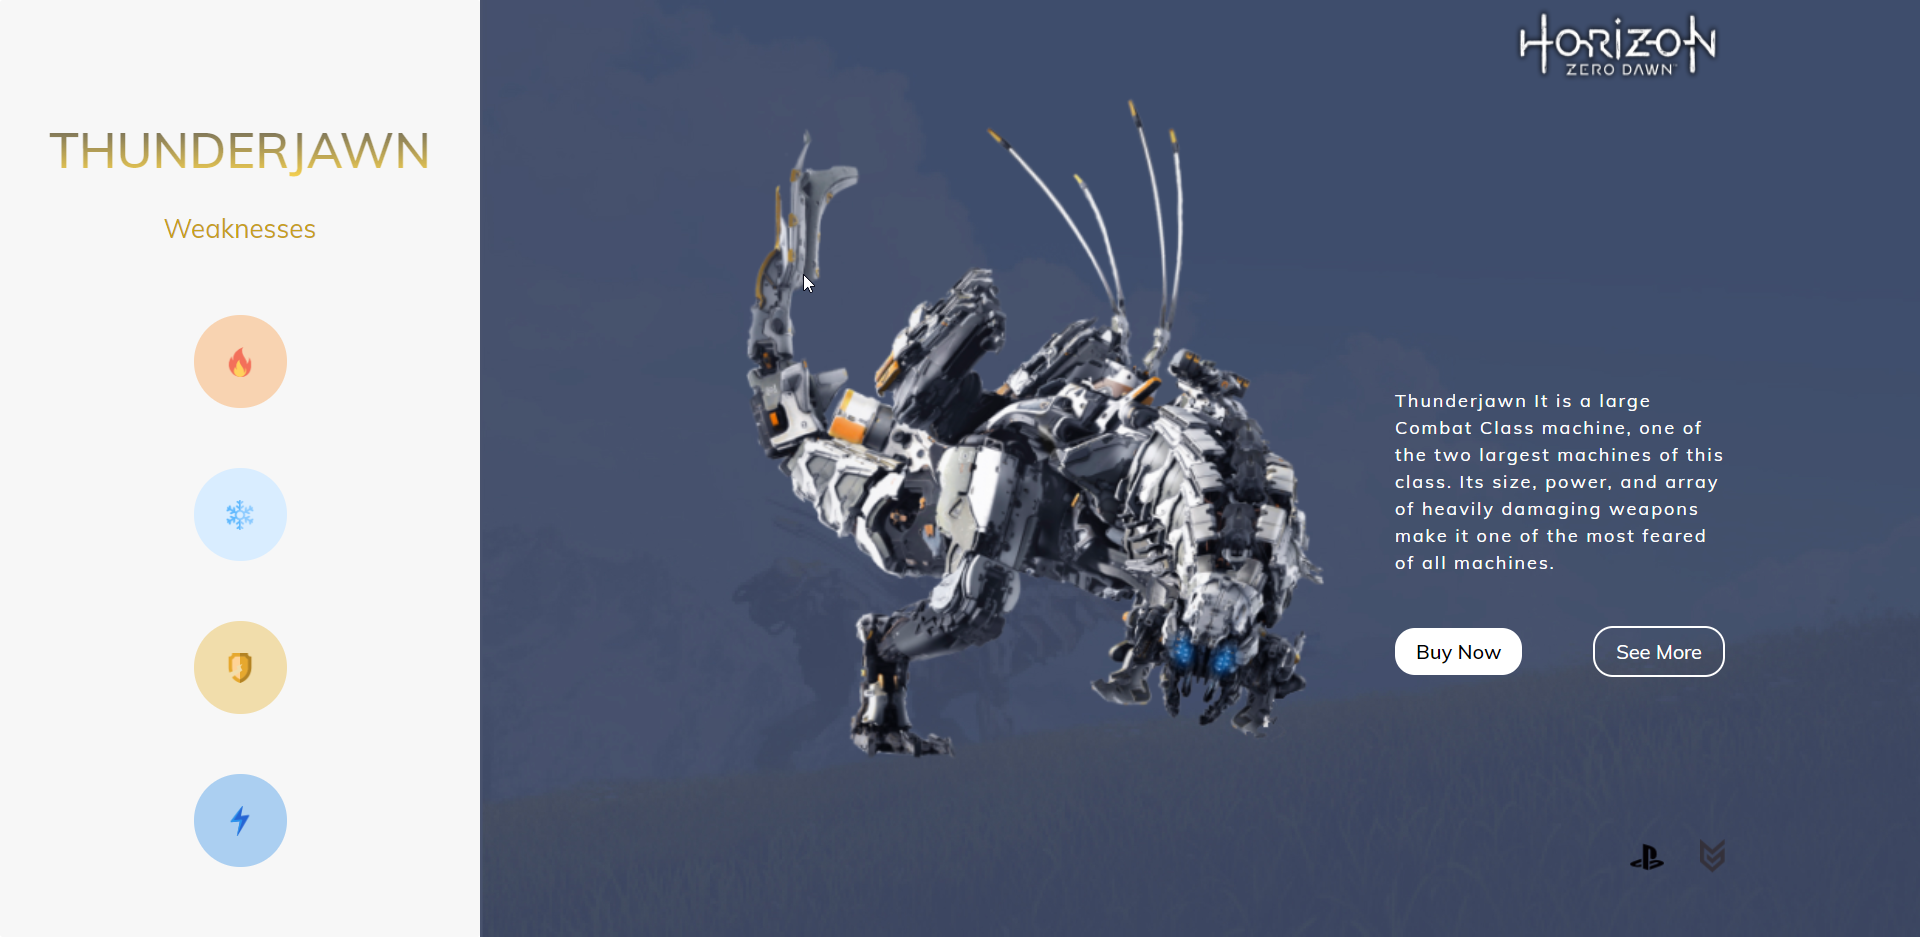 THUNDERJAWN
Weaknesses
HORIZON
ZERO DAWN
Thunderjawn It is a large
Combat Class machine, one of
the two largest machines of this
class. Its size, power, and array
of heavily damaging weapons
make it one of the most feared
of all machines.
Buy Now
See More